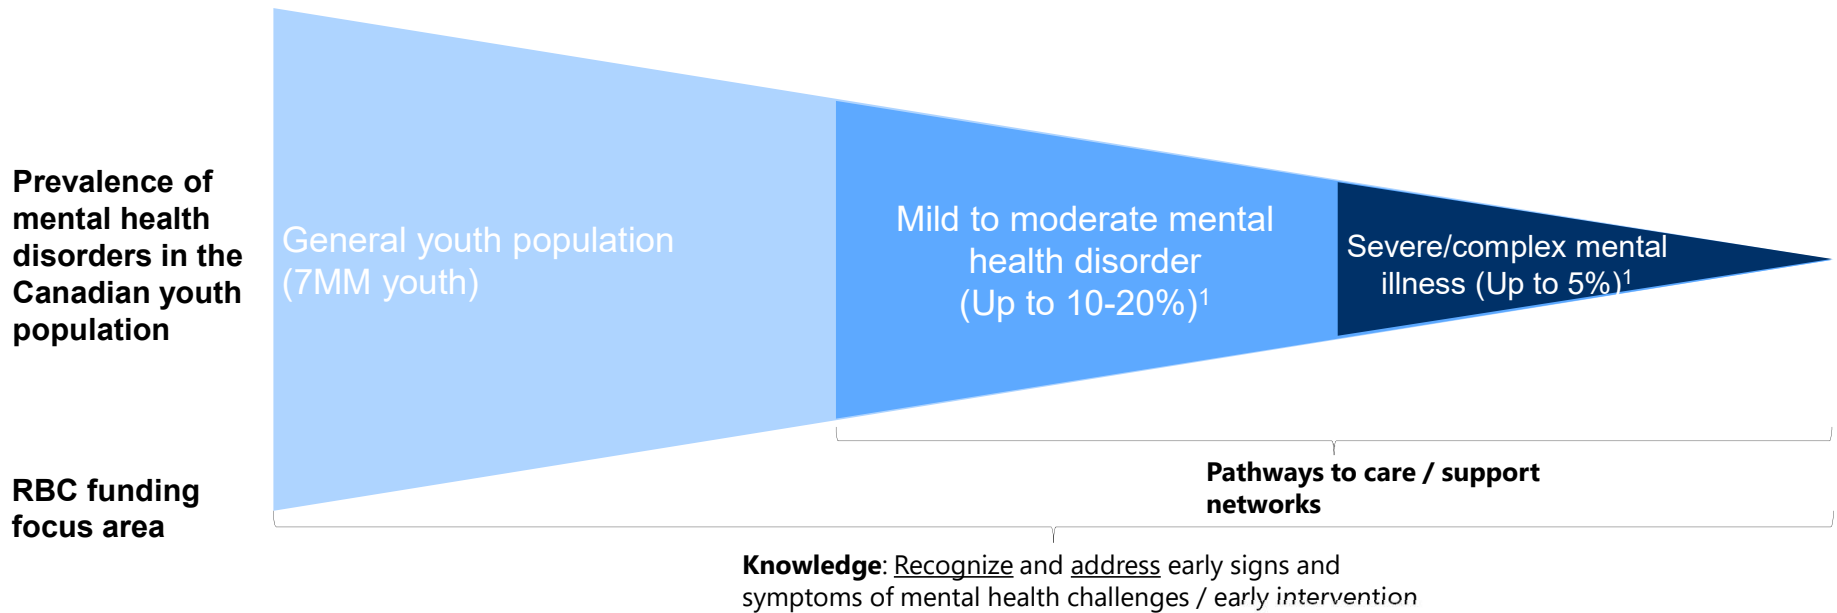 Prevalence of
mental health
disorders in the
Canadian youth
population
General youth population
(7MM youth)
Mild to moderate mental
health disorder
(Up to 10-20%)¹
Severe/complex mental
illness (Up to 5%)¹
RBC funding
focus area
Pathways to care / support
networks
Knowledge: Recognize and address early signs and
symptoms of mental health challenges / early intervention